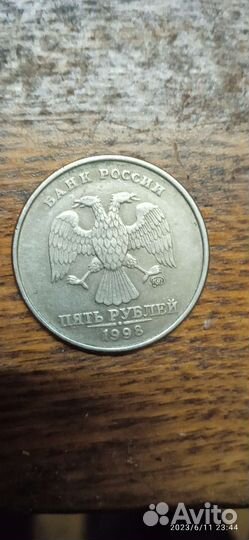 БАНК РОССИИ
ПЯТЬ РУБЛЕЙ
1998
Avito
2023/6/11 23:44